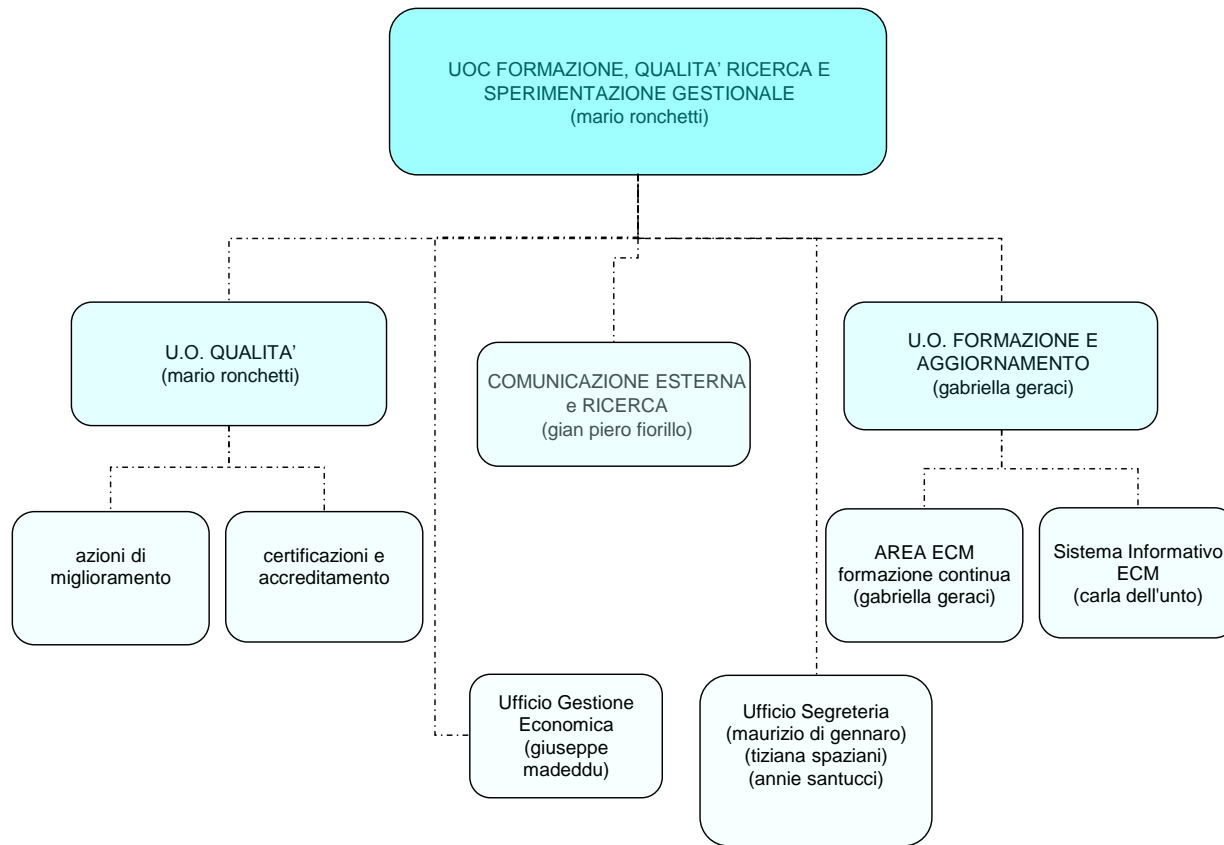 UOC FORMAZIONE, QUALITA' RICERCA E
SPERIMENTAZIONE GESTIONALE
(mario ronchetti)
U.O. QUALITA'
(mario ronchetti)
COMUNICAZIONE ESTERNA
e RICERCA
(gian piero fiorillo)
U.O. FORMAZIONE E
AGGIORNAMENTO
(gabriella geraci)
azioni di
miglioramento
certificazioni e
accreditamento
AREA ECM
formazione continua
(gabriella geraci)
Sistema Informativo
ECM
(carla dell'unto)
Ufficio Gestione
Economica
(giuseppe
madeddu)
Ufficio Segreteria
(maurizio di gennaro)
(tiziana spaziani)
(annie santucci)